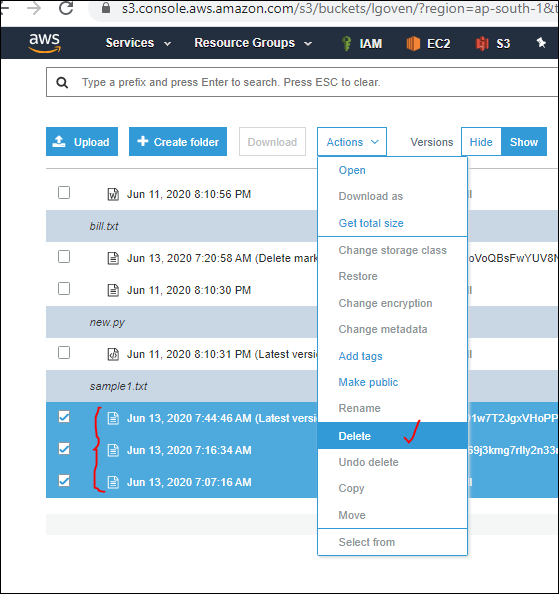 s3.console.aws.amazon.com/s3/buckets/lgoven/?region=ap-south-1&t
aws Services Resource Groups IAM EC2 S3
Type a prefix and press Enter to search. Press ESC to clear.
Upload Create folder Download Actions Versions Hide Show
Open
Jun 11, 2020 8:10:56 PM Download as
bill.txt Get total size
Jun 13, 2020 7:20:58 AM (Delete mark Change storage class
Restore
Jun 11, 2020 8:10:30 PM Change encryption
new.py Change metadata
Jun 11, 2020 8:10:31 PM (Latest versi Add tags
sample1.txt Make public
Rename
Jun 13, 2020 7:44:46 AM (Latest versi 1w7T2JgxVHoPP
Delete
Jun 13, 2020 7:16:34 AM
Undo delete
Jun 13, 2020 7:07:16 AM Copy
Move
Select from